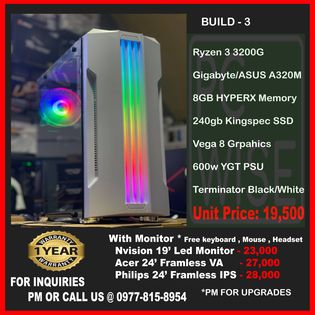 BUILD - 3
Ryzen 3 3200G
Gigabyte/ASUS A320M
8GB HYPERX Memory
240gb Kingspec SSD
Vega 8 Grpahics
600w YGT PSU
Terminator Black/White
Unit Price: 19,500
WARRANTY
1 YEAR
WARRANTY
With Monitor * Free keyboard , Mouse , Headset
Nvision 19' Led Monitor - 23,000
Acer 24' Framless VA - 27,000
Philips 24' Framless IPS - 28,000
FOR INQUIRIES
PM OR CALL US @ 0977-815-8954
*PM FOR UPGRADES